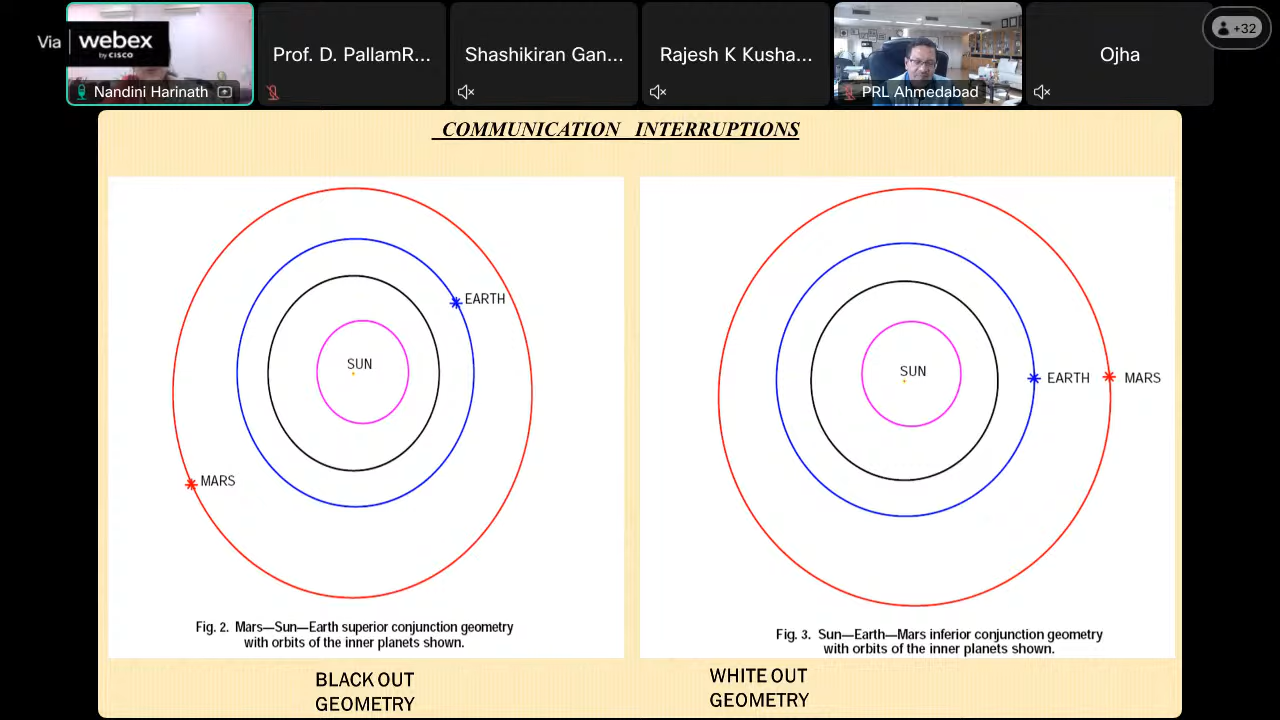 Via webex
by CISCO
Nandini Harinath
Prof. D. PallamR...
Shashikiran Gan...
Rajesh K Kusha...
PRL Ahmedabad
Ojha
+32
COMMUNICATION INTERRUPTIONS
EARTH
SUN
MARS
Fig. 2. Mars—Sun—Earth superior conjunction geometry
with orbits of the inner planets shown.
BLACK OUT
GEOMETRY
SUN
EARTH
MARS
Fig. 3. Sun—Earth—Mars inferior conjunction geometry
with orbits of the inner planets shown.
WHITE OUT
GEOMETRY